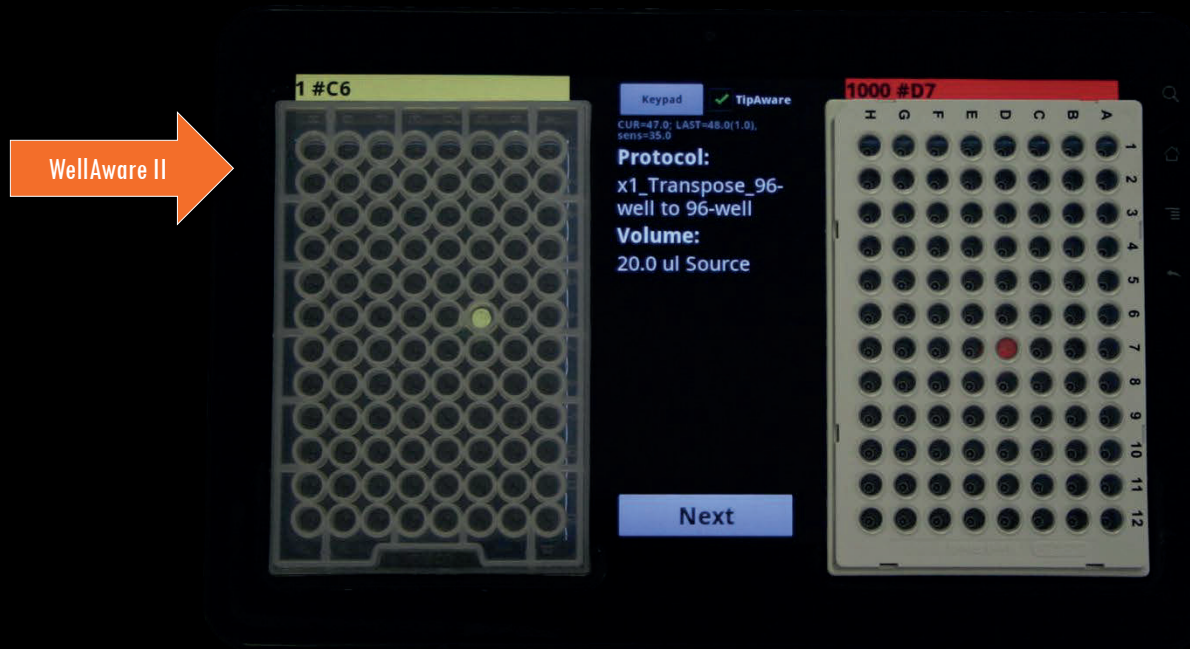 WellAware II
1 #C6
Keypad
TipAware
CUR=47.0; LAST=48.0(1.0),
sens=35.0
Protocol:
x1_Transpose_96-
well to 96-well
Volume:
20.0 ul Source
Next
1000 #D7
H G F E D C B A
1
2
3
4
5
6
7
8
9
10
11
12